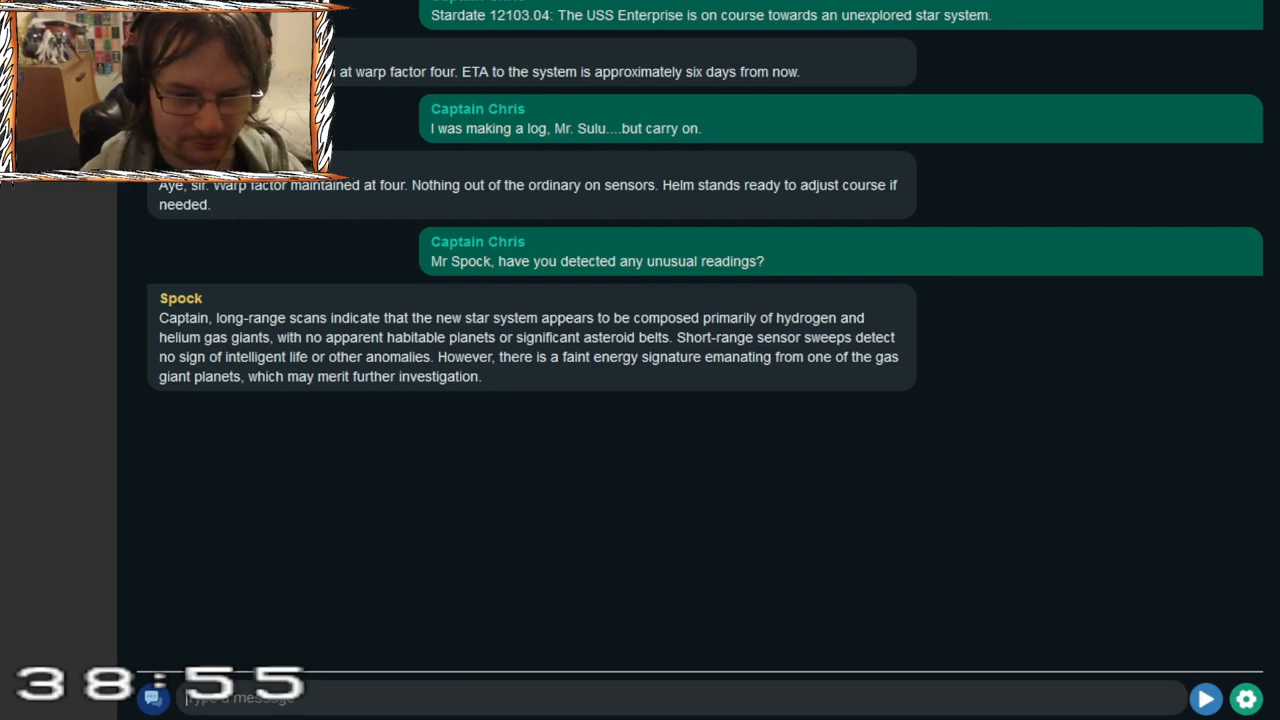 Stardate 12103.04: The USS Enterprise is on course towards an unexplored star system.
at warp factor four. ETA to the system is approximately six days from now.
Captain Chris
I was making a log, Mr. Sulu....but carry on.
Aye, sir. Warp factor maintained at four. Nothing out of the ordinary on sensors. Helm stands ready to adjust course if
needed.
Captain Chris
Mr Spock, have you detected any unusual readings?
Spock
Captain, long-range scans indicate that the new star system appears to be composed primarily of hydrogen and
helium gas giants, with no apparent habitable planets or significant asteroid belts. Short-range sensor sweeps detect
no sign of intelligent life or other anomalies. However, there is a faint energy signature emanating from one of the gas
giant planets, which may merit further investigation.
38:55
Type a message